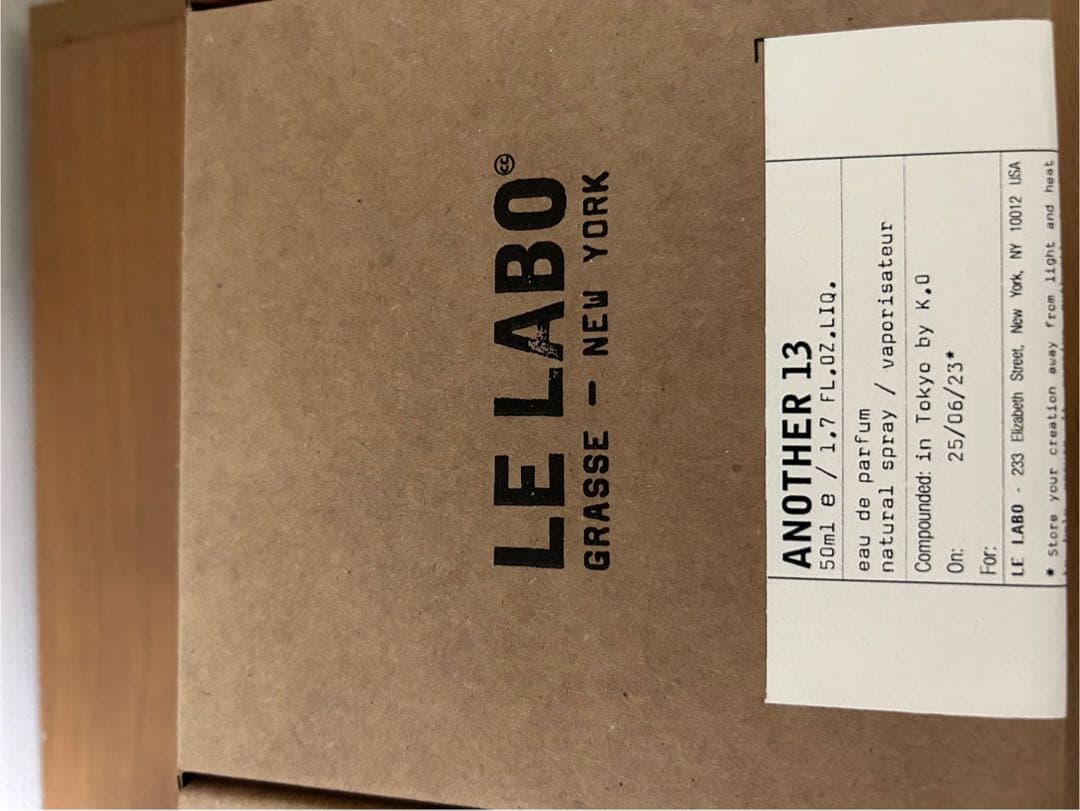 LE LABO
GRASSE — NEW YORK
ANOTHER 13
50ml e / 1.7 FL.OZ.LIQ.
eau de parfum
natural spray / vaporisateur
Compounded: in Tokyo by K.O
On: 25/06/23*
For:
LE LABO - 233 Elizabeth Street, New York, NY 10012 USA
* Store your creation away from light and heat